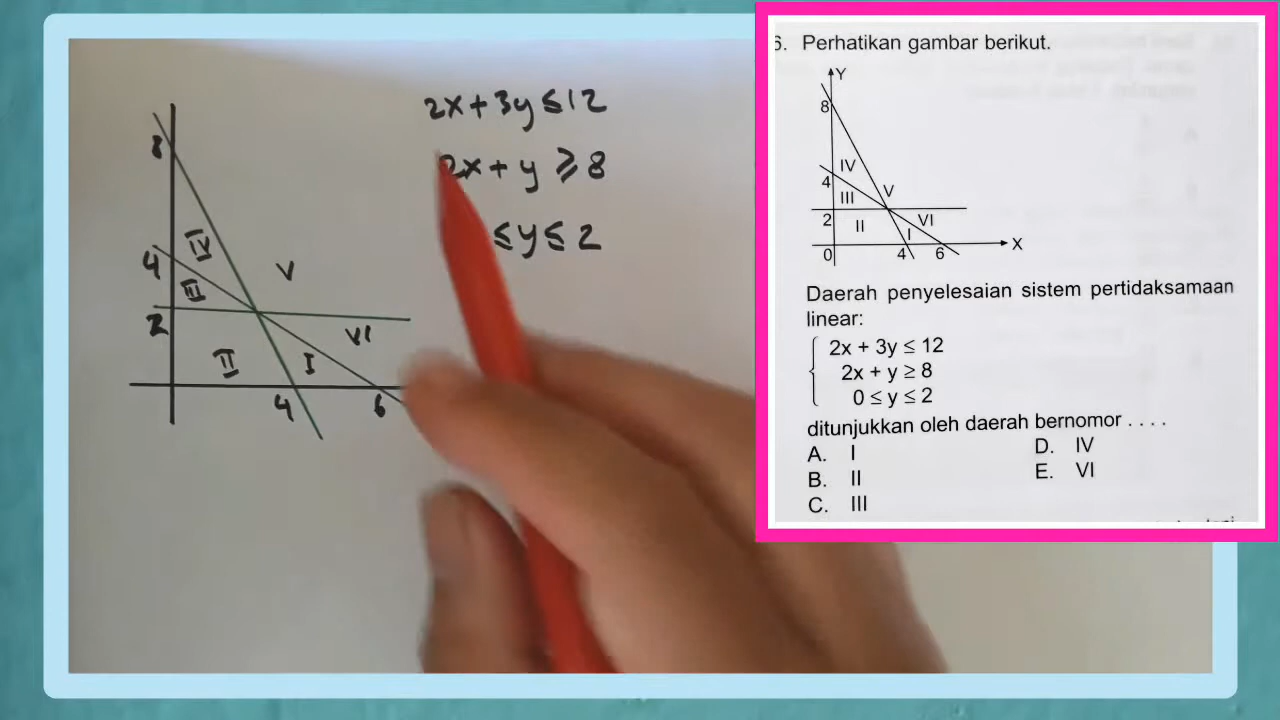 2x+3y≤12
2x+y≥8
≤y≤2
8
4
2
IV
III
II
I
V
VI
4
6
6. Perhatikan gambar berikut.
Y
8
IV
4
III
V
2
II
I
VI
0
4
6
X
Daerah penyelesaian sistem pertidaksamaan
linear:
2x + 3y ≤ 12
2x + y ≥ 8
0 ≤ y ≤ 2
ditunjukkan oleh daerah bernomor . . . .
A. I
B. II
C. III
D. IV
E. VI